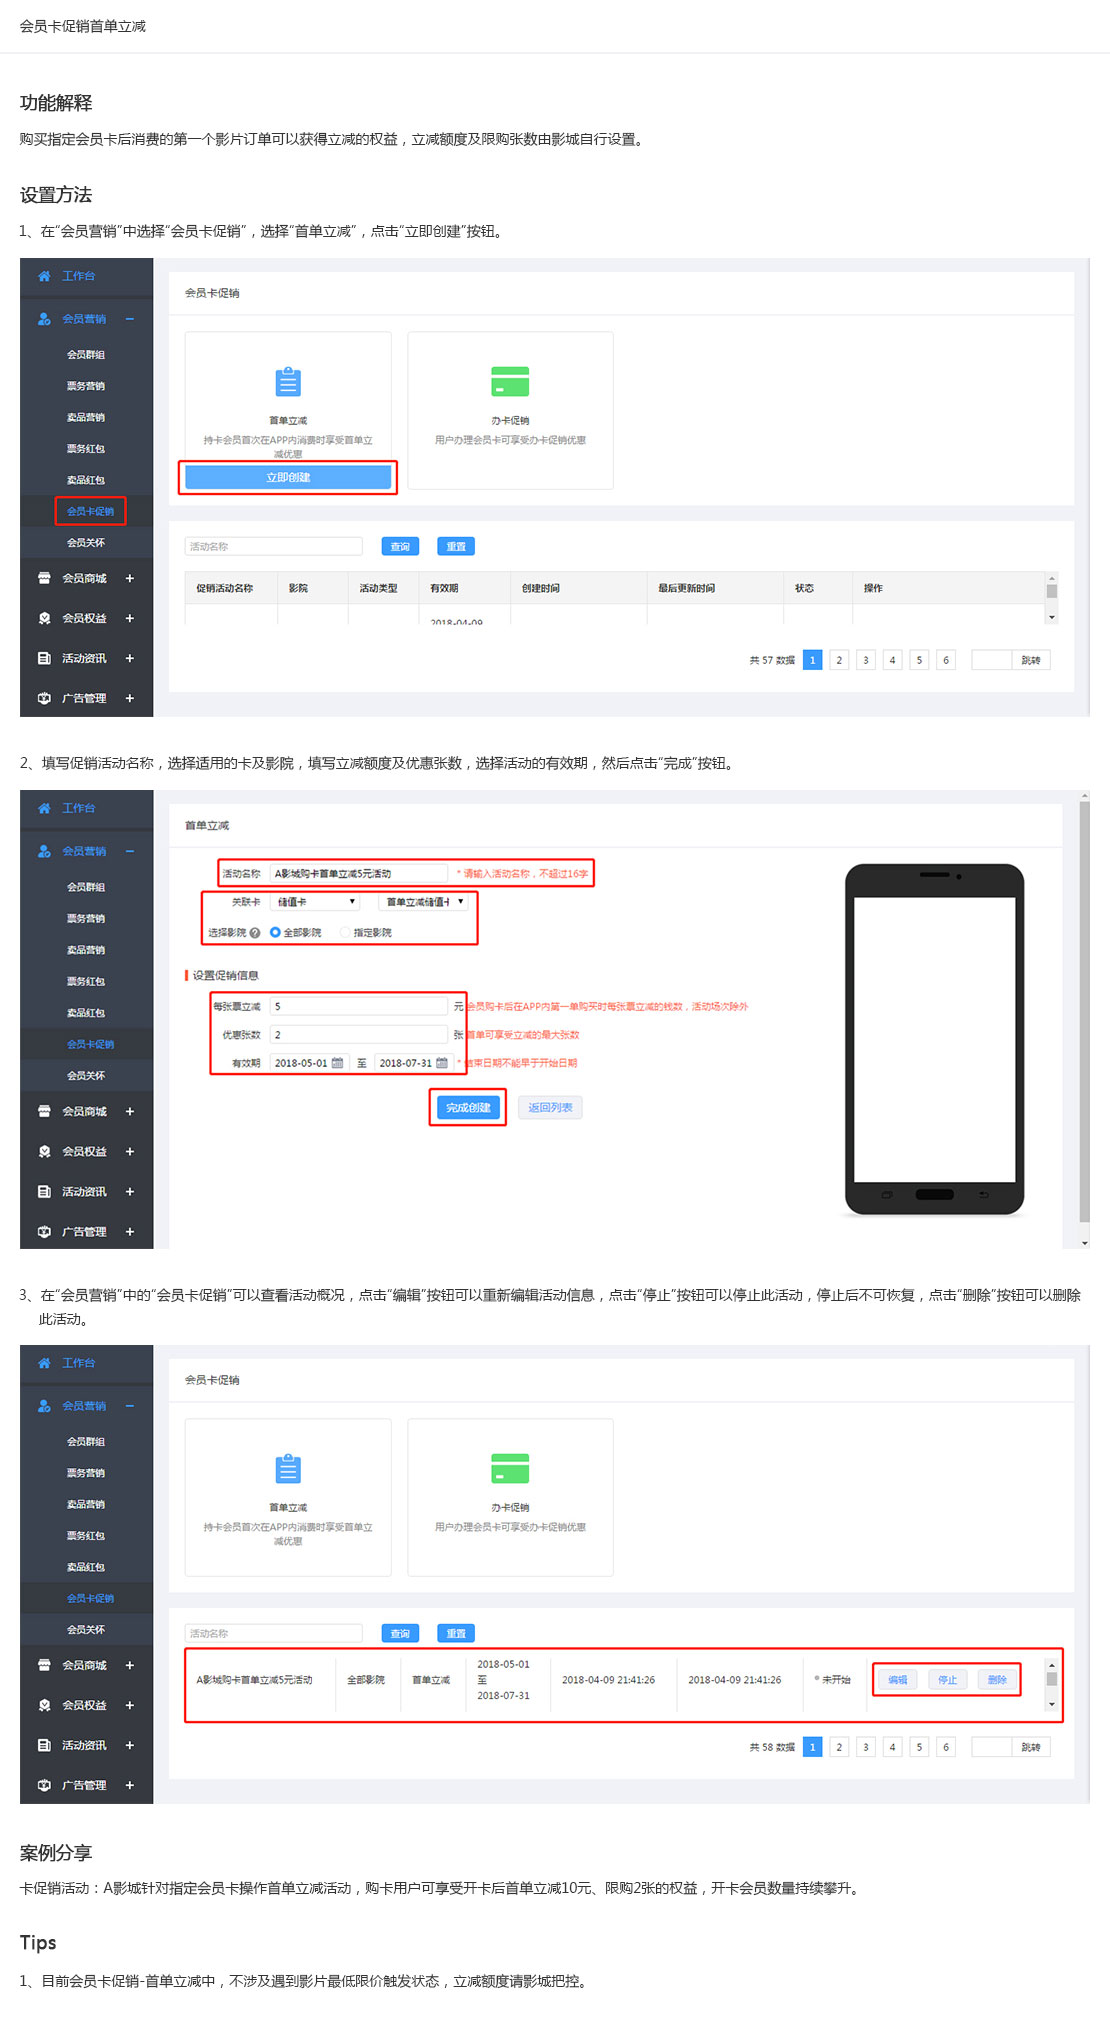 会员卡促销首单立减
功能解释
购买指定会员卡后消费的第一个影片订单可以获得立减的权益，立减额度及限购张数由影城自行设置。
设置方法
1、在“会员营销”中选择“会员卡促销”，选择“首单立减”，点击“立即创建”按钮。
工作台
会员营销
会员群组
票务营销
卖品营销
票务红包
卖品红包
会员卡促销
会员关怀
会员商城 +
会员权益 +
活动资讯 +
广告管理 +
会员卡促销
首单立减
持卡会员首次在APP内消费时享受首单立
减优惠
立即创建
办卡促销
用户办理会员卡可享受办卡促销优惠
活动名称 查询 重置
促销活动名称 影院 活动类型 有效期 创建时间 最后更新时间 状态 操作
2018-04-09
共 57 数据 1 2 3 4 5 6 跳转
2、填写促销活动名称，选择适用的卡及影院，填写立减额度及优惠张数，选择活动的有效期，然后点击“完成”按钮。
工作台
会员营销
会员群组
票务营销
卖品营销
票务红包
卖品红包
会员卡促销
会员关怀
会员商城 +
会员权益 +
活动资讯 +
广告管理 +
首单立减
活动名称 A影城购卡首单立减5元活动 * 请输入活动名称，不超过16字
关联卡 储值卡 首单立减储值卡
选择影院 ? 全部影院 指定影院
设置促销信息
每张票立减 5 元 会员购卡后在APP内第一单购买时每张票立减的钱数，活动场次除外
优惠张数 2 张 首单可享受立减的最大张数
有效期 2018-05-01 至 2018-07-31 * 结束日期不能早于开始日期
完成创建 返回列表
3、在“会员营销”中的“会员卡促销”可以查看活动概况，点击“编辑”按钮可以重新编辑活动信息，点击“停止”按钮可以停止此活动，停止后不可恢复，点击“删除”按钮可以删除
此活动。
工作台
会员营销
会员群组
票务营销
卖品营销
票务红包
卖品红包
会员卡促销
会员关怀
会员商城 +
会员权益 +
活动资讯 +
广告管理 +
会员卡促销
首单立减
持卡会员首次在APP内消费时享受首单立
减优惠
办卡促销
用户办理会员卡可享受办卡促销优惠
活动名称 查询 重置
A影城购卡首单立减5元活动 全部影院 首单立减 2018-05-01 至 2018-07-31 2018-04-09 21:41:26 2018-04-09 21:41:26 未开始 编辑 停止 删除
共 58 数据 1 2 3 4 5 6 跳转
案例分享
卡促销活动：A影城针对指定会员卡操作首单立减活动，购卡用户可享受开卡后首单立减10元、限购2张的权益，开卡会员数量持续攀升。
Tips
1、目前会员卡促销-首单立减中，不涉及遇到影片最低限价触发状态，立减额度请影城把控。